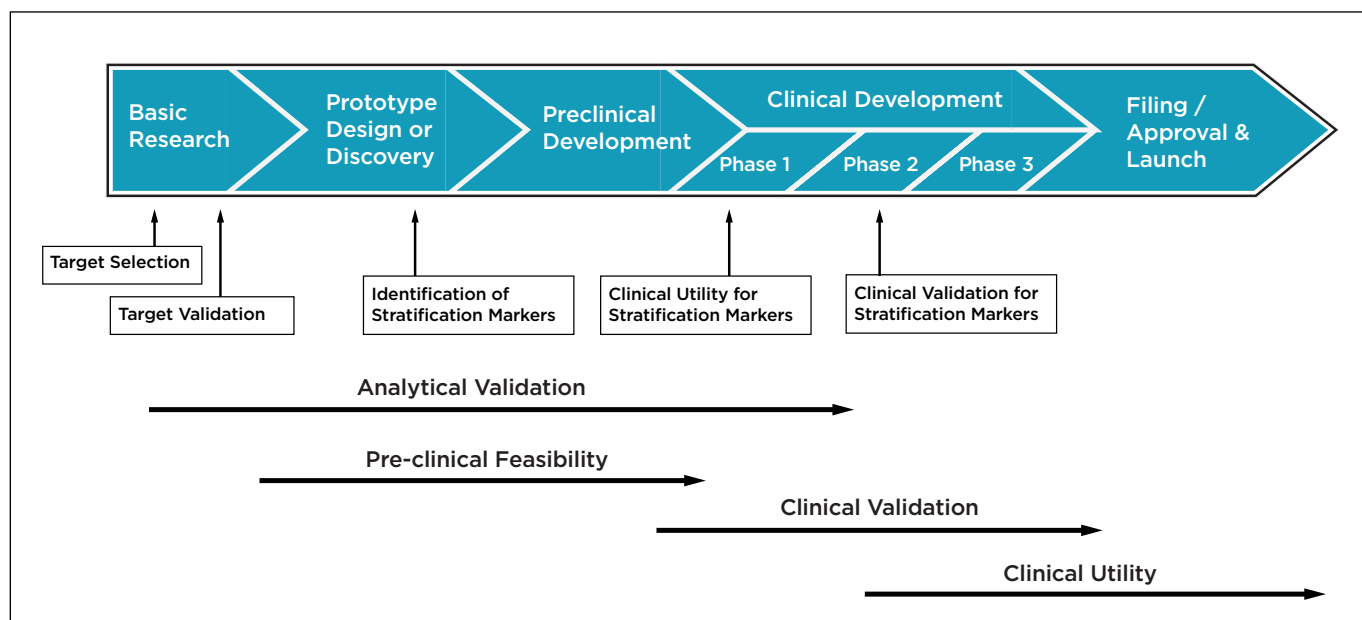 Basic
Research
Prototype
Design or
Discovery
Preclinical
Development
Clinical Development
Phase 1
Phase 2
Phase 3
Filing /
Approval &
Launch
Target Selection
Target Validation
Identification of
Stratification Markers
Clinical Utility for
Stratification Markers
Clinical Validation for
Stratification Markers
Analytical Validation
Pre-clinical Feasibility
Clinical Validation
Clinical Utility